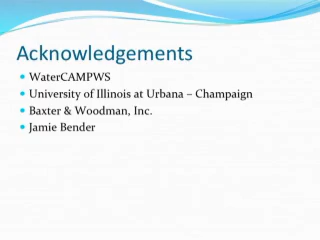 Acknowledgements
WaterCAMPWS
University of Illinois at Urbana – Champaign
Baxter & Woodman, Inc.
Jamie Bender